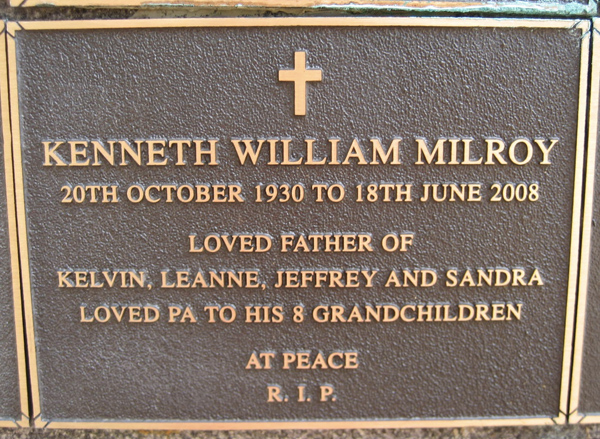 KENNETH WILLIAM MILROY
20TH OCTOBER 1930 TO 18TH JUNE 2008
LOVED FATHER OF
KELVIN, LEANNE, JEFFREY AND SANDRA
LOVED PA TO HIS 8 GRANDCHILDREN
AT PEACE
R. I. P.